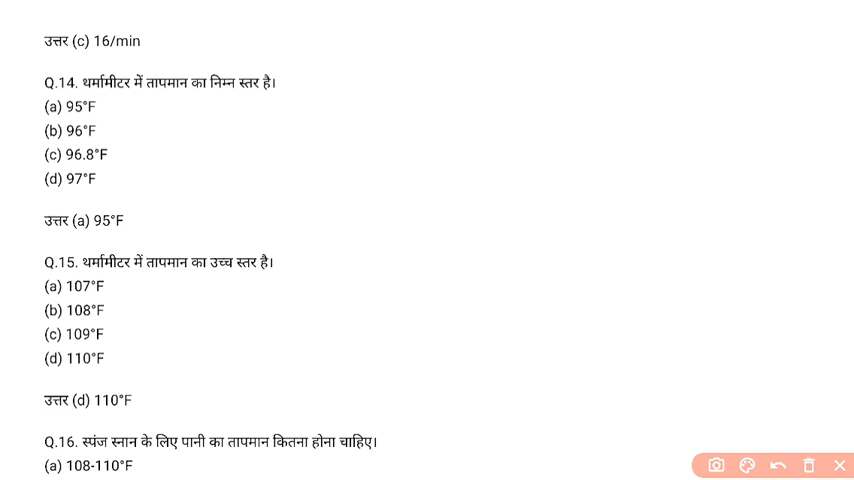 उत्तर (c) 16/min
Q.14. थर्मामीटर में तापमान का निम्न स्तर है।
(a) 95°F
(b) 96°F
(c) 96.8°F
(d) 97°F
उत्तर (a) 95°F
Q.15. थर्मामीटर में तापमान का उच्च स्तर है।
(a) 107°F
(b) 108°F
(c) 109°F
(d) 110°F
उत्तर (d) 110°F
Q.16. स्पंज स्नान के लिए पानी का तापमान कितना होना चाहिए।
(a) 108-110°F